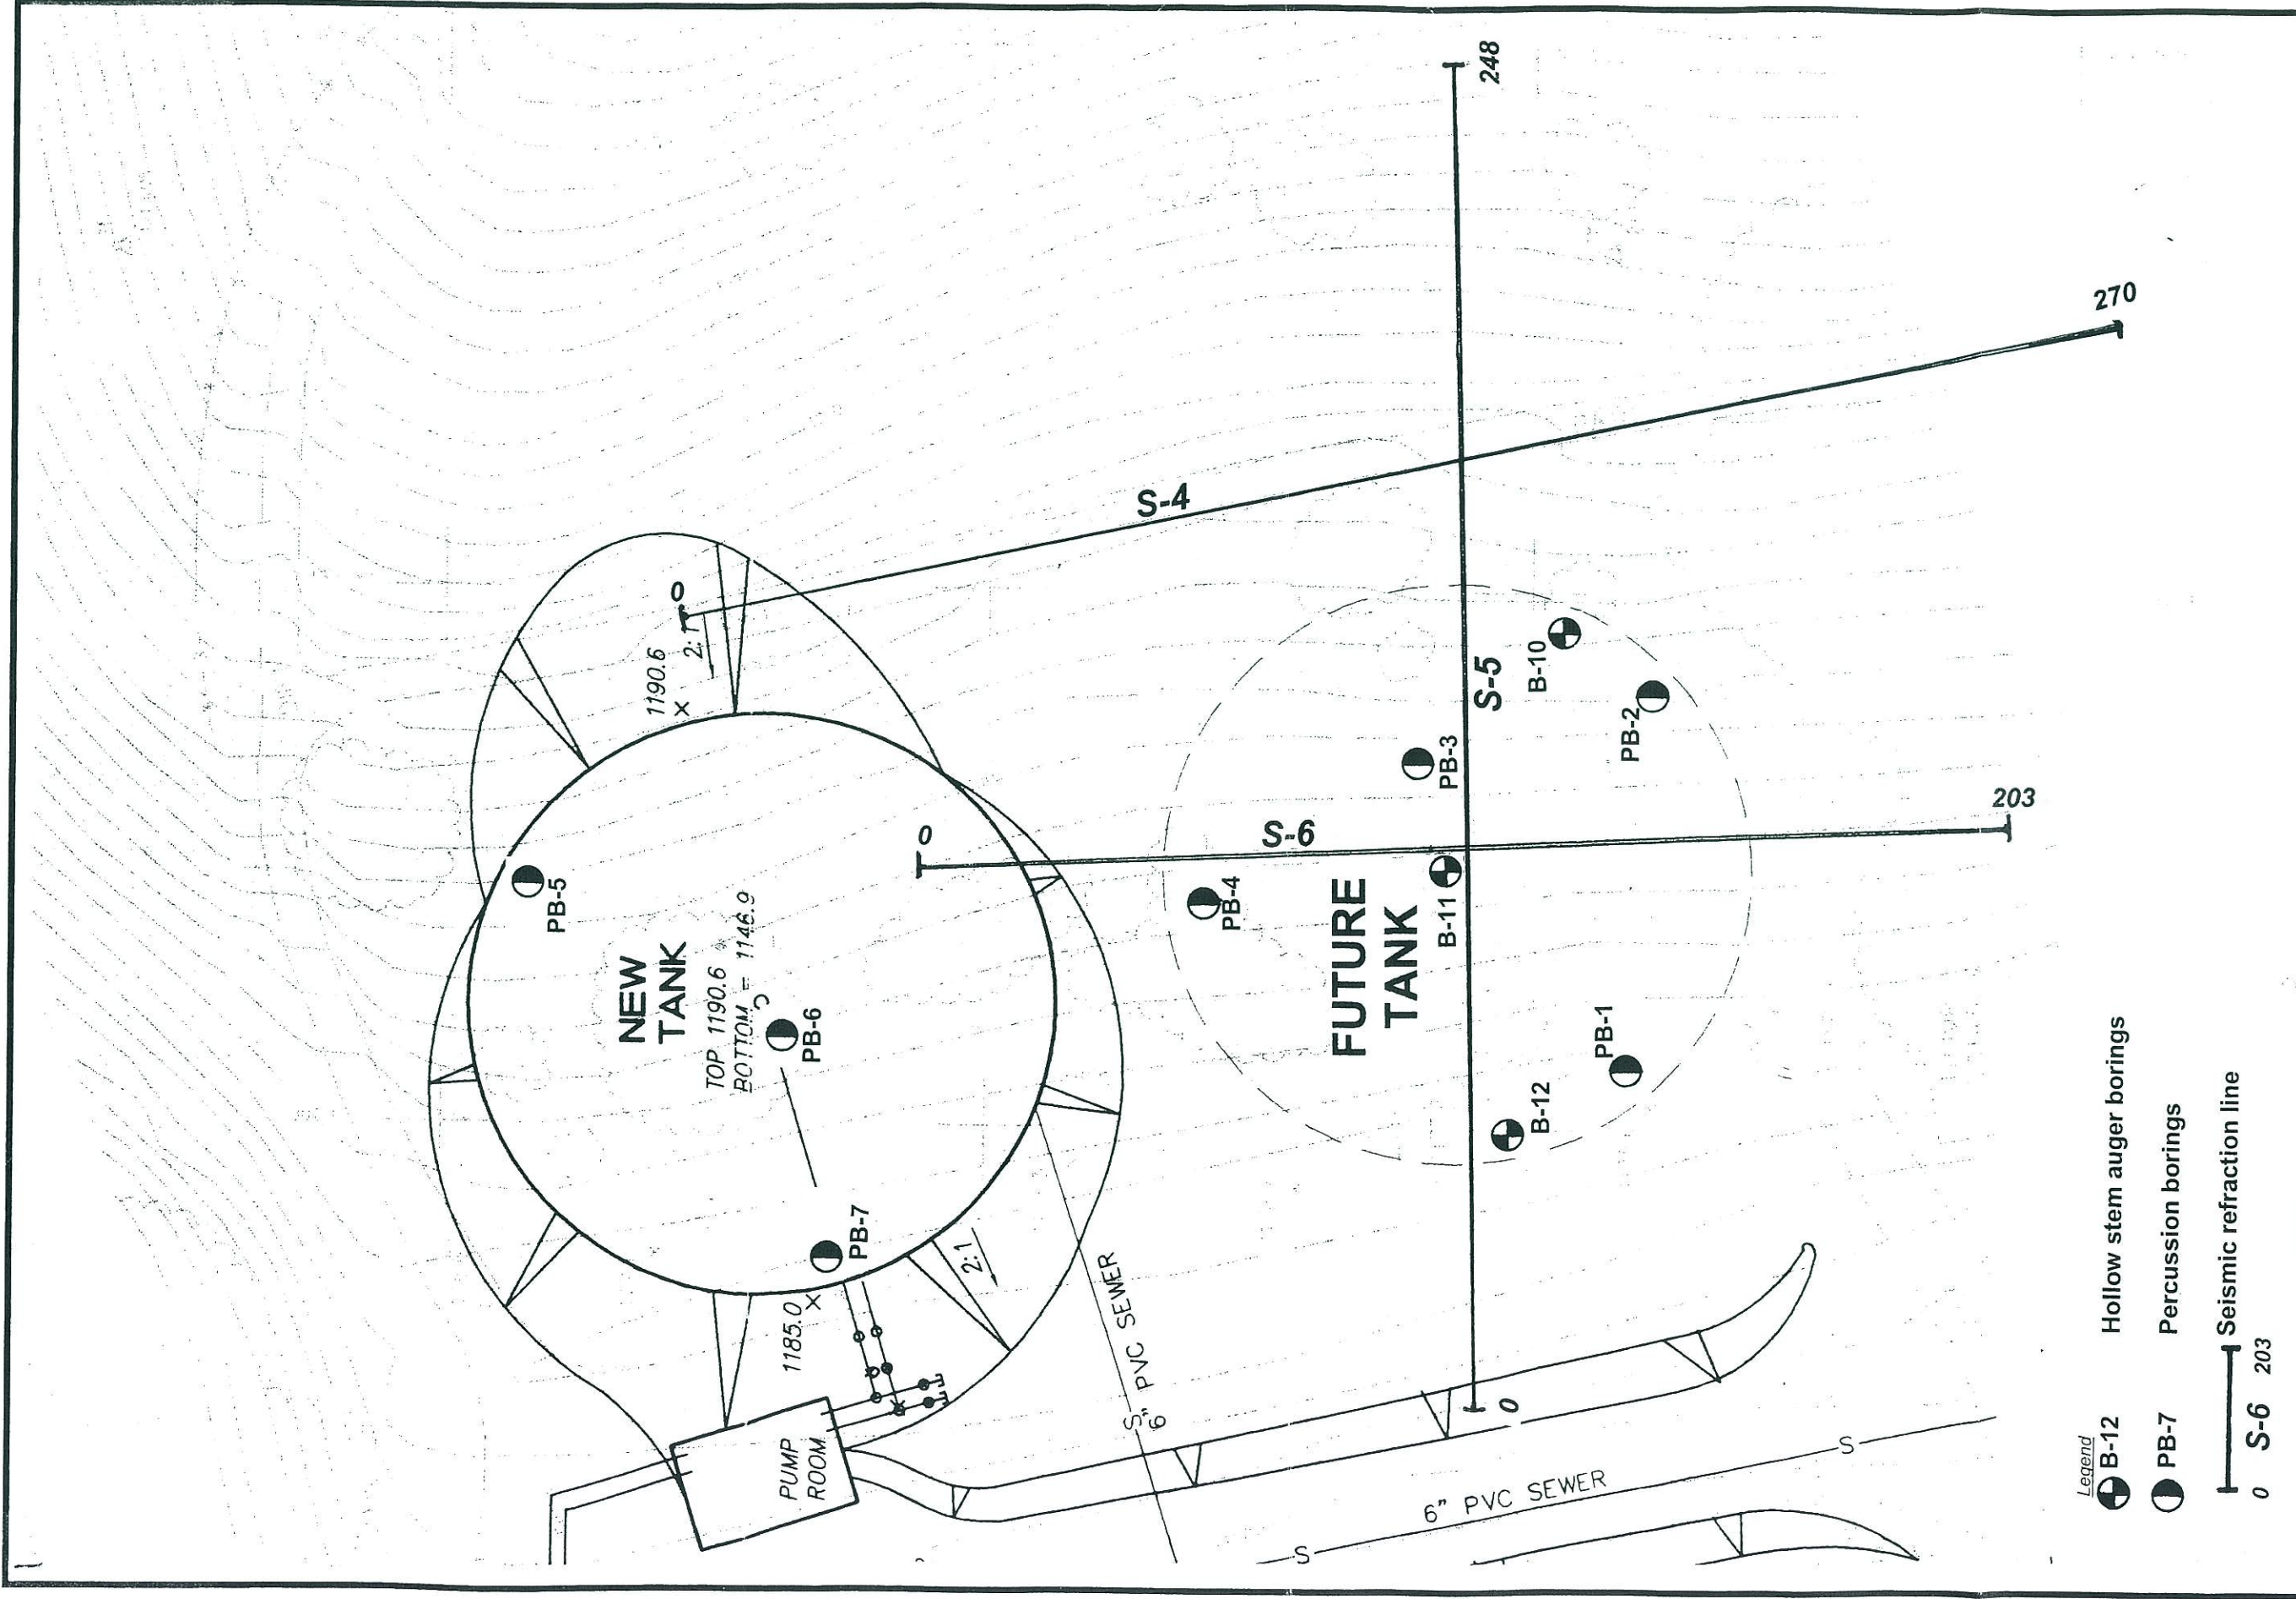 248
270
S-4
0
2:1
1190.6
×
S-5
B-10
PB-2
PB-3
203
S-6
0
PB-5
PB-4
NEW
TANK
TOP 1190.6
BOTTOM = 1146.9
PB-6
FUTURE
TANK
B-11
PB-1
B-12
PB-7
2:1
1185.0
×
S
6" PVC SEWER
0
PUMP
ROOM
6" PVC SEWER
S
S
Legend
B-12 Hollow stem auger borings
PB-7 Percussion borings
Seismic refraction line
0 S-6 203